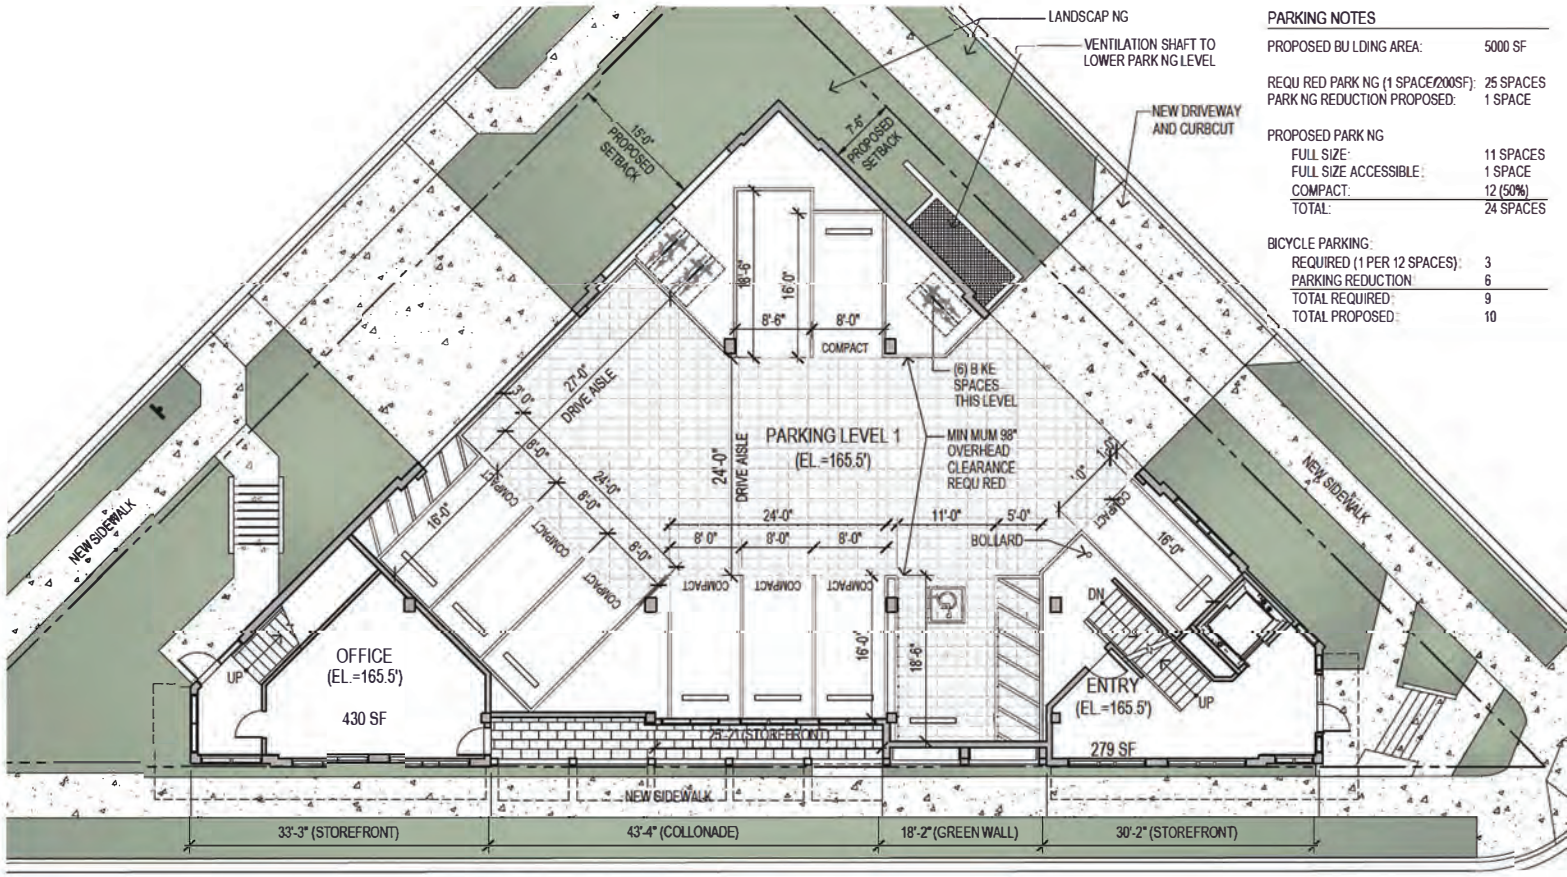 LANDSCAP NG
VENTILATION SHAFT TO
LOWER PARK NG LEVEL
NEW DRIVEWAY
AND CURBCUT
PARKING NOTES
PROPOSED BU LDING AREA: 5000 SF
REQU RED PARK NG (1 SPACE/200SF): 25 SPACES
PARK NG REDUCTION PROPOSED: 1 SPACE
PROPOSED PARK NG
FULL SIZE: 11 SPACES
FULL SIZE ACCESSIBLE: 1 SPACE
COMPACT: 12 (50%)
TOTAL: 24 SPACES
BICYCLE PARKING:
REQUIRED (1 PER 12 SPACES): 3
PARKING REDUCTION 6
TOTAL REQUIRED: 9
TOTAL PROPOSED: 10
15'-0"
PROPOSED
SETBACK
7'-6"
PROPOSED
SETBACK
18'-6"
16'-0"
8'-6"
8'-0"
COMPACT
(6) B KE
SPACES
THIS LEVEL
27'-0"
DRIVE AISLE
3' 0"
PARKING LEVEL 1
(EL.=165.5')
24'-0"
DRIVE AISLE
MIN MUM 98"
OVERHEAD
CLEARANCE
REQU RED
8'-0"
24'-0"
8'-0"
8'-0"
COMPACT
COMPACT
COMPACT
16'-0"
24'-0"
11'-0"
5'-0"
8' 0"
8'-0"
8'-0"
BOLLARD
COMPACT
COMPACT
COMPACT
COMPACT
16'-0"
16'-0"
18'-6"
NEW SIDEWALK
NEW SIDEWALK
DN
UP
UP
OFFICE
(EL.=165.5')
430 SF
ENTRY
(EL.=165.5')
279 SF
(STOREFRONT)
NEW SIDEWALK
33'-3" (STOREFRONT)
43'-4" (COLLONADE)
18'-2" (GREEN WALL)
30'-2" (STOREFRONT)